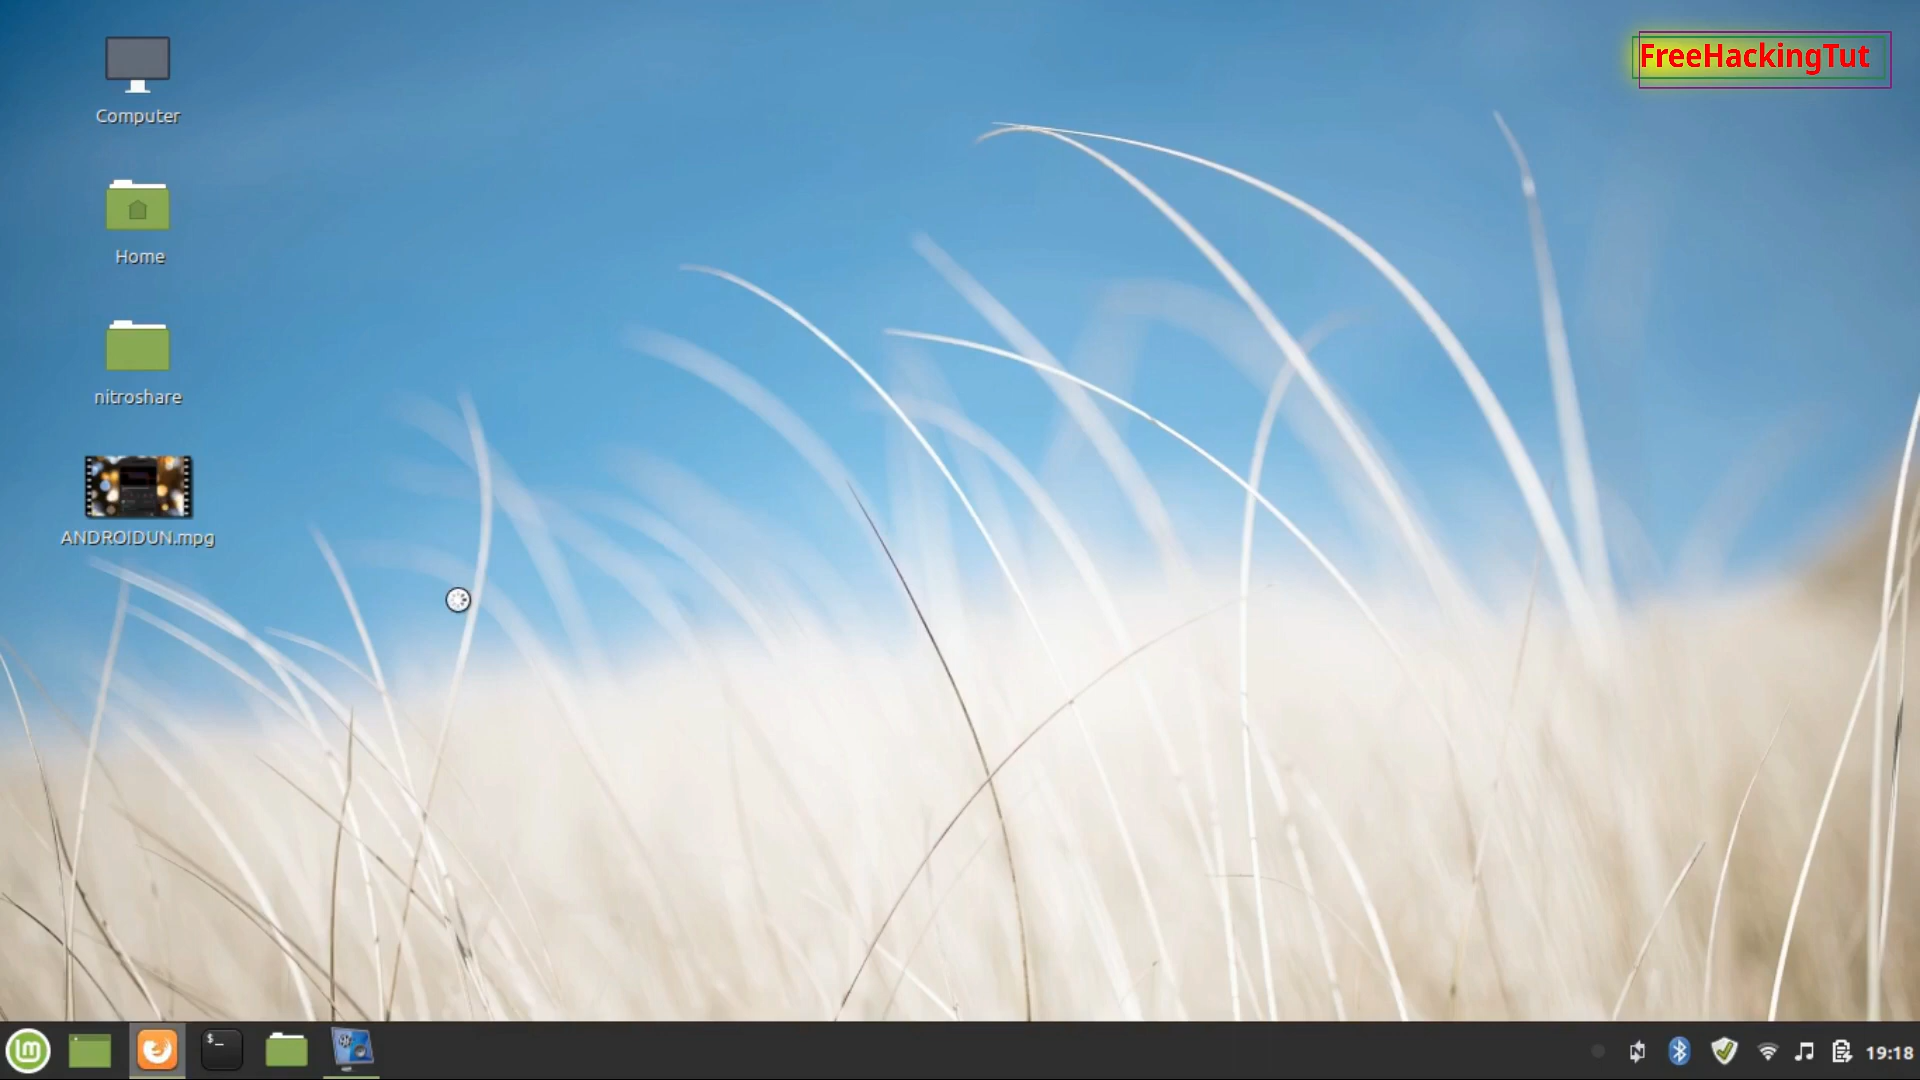 FreeHackingTut
Computer
Home
nitroshare
ANDROIDUN.mpg
$_
19:18